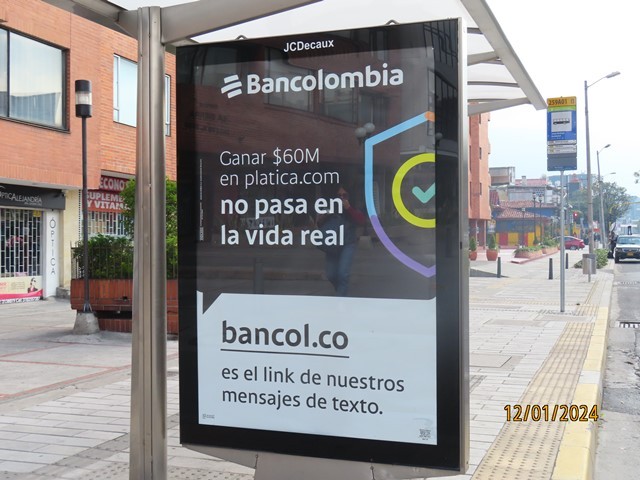 JCDecaux
Bancolombia
Ganar $60M
en platica.com
no pasa en
la vida real
bancol.co
es el link de nuestros
mensajes de texto.
ÓPTICA
12/01/2024